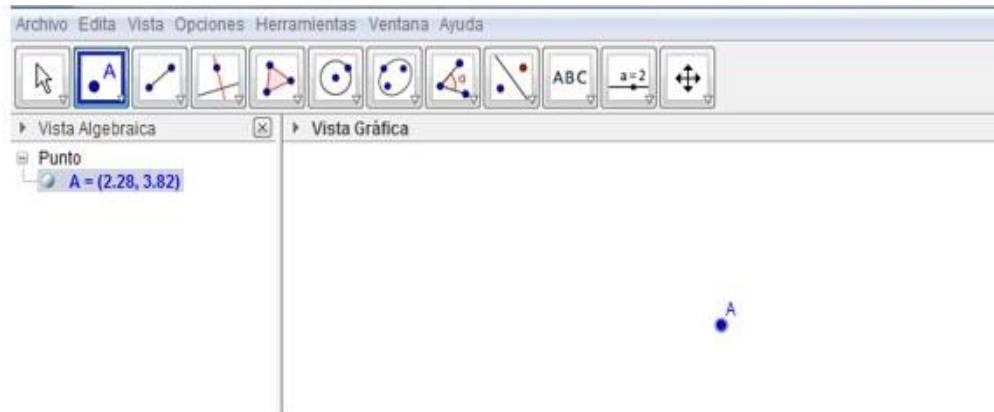 Archivo Edita Vista Opciones Herramientas Ventana Ayuda
A
α
ABC
a=2
Vista Algebraica
Vista Gráfica
Punto
A = (2.28, 3.82)
A